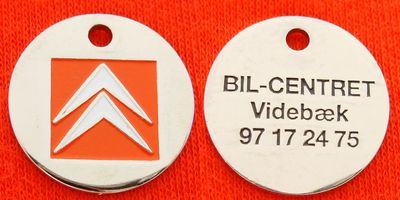 BIL-CENTRET
Videbæk
97 17 24 75